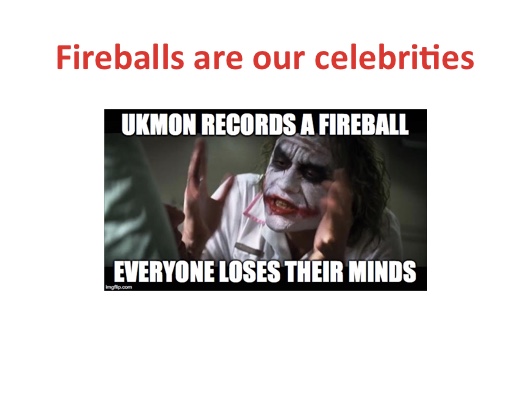 Fireballs are our celebrities
UKMON RECORDS A FIREBALL
EVERYONE LOSES THEIR MINDS
imgflip.com